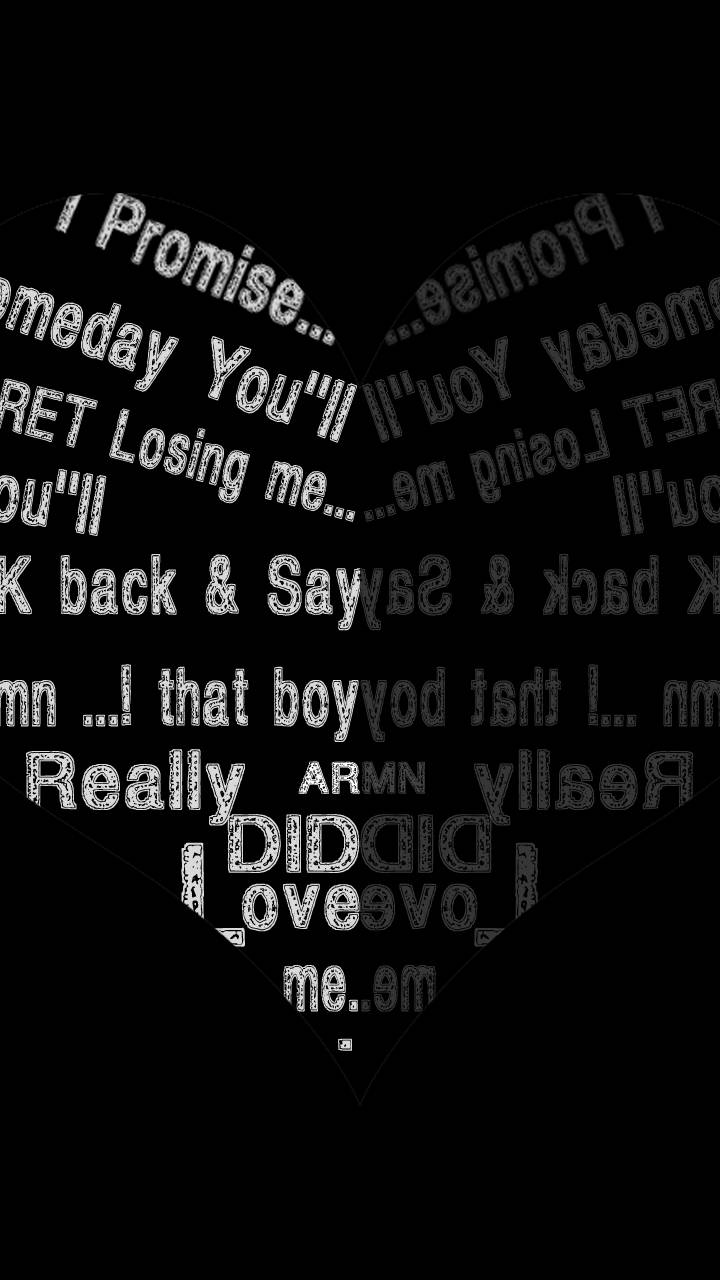 I Promise...
omeday You"ll
RET Losing me...
ou"ll
K back & Say
mn ...! that boy
Really
ARMN
DID
Love
me..
.